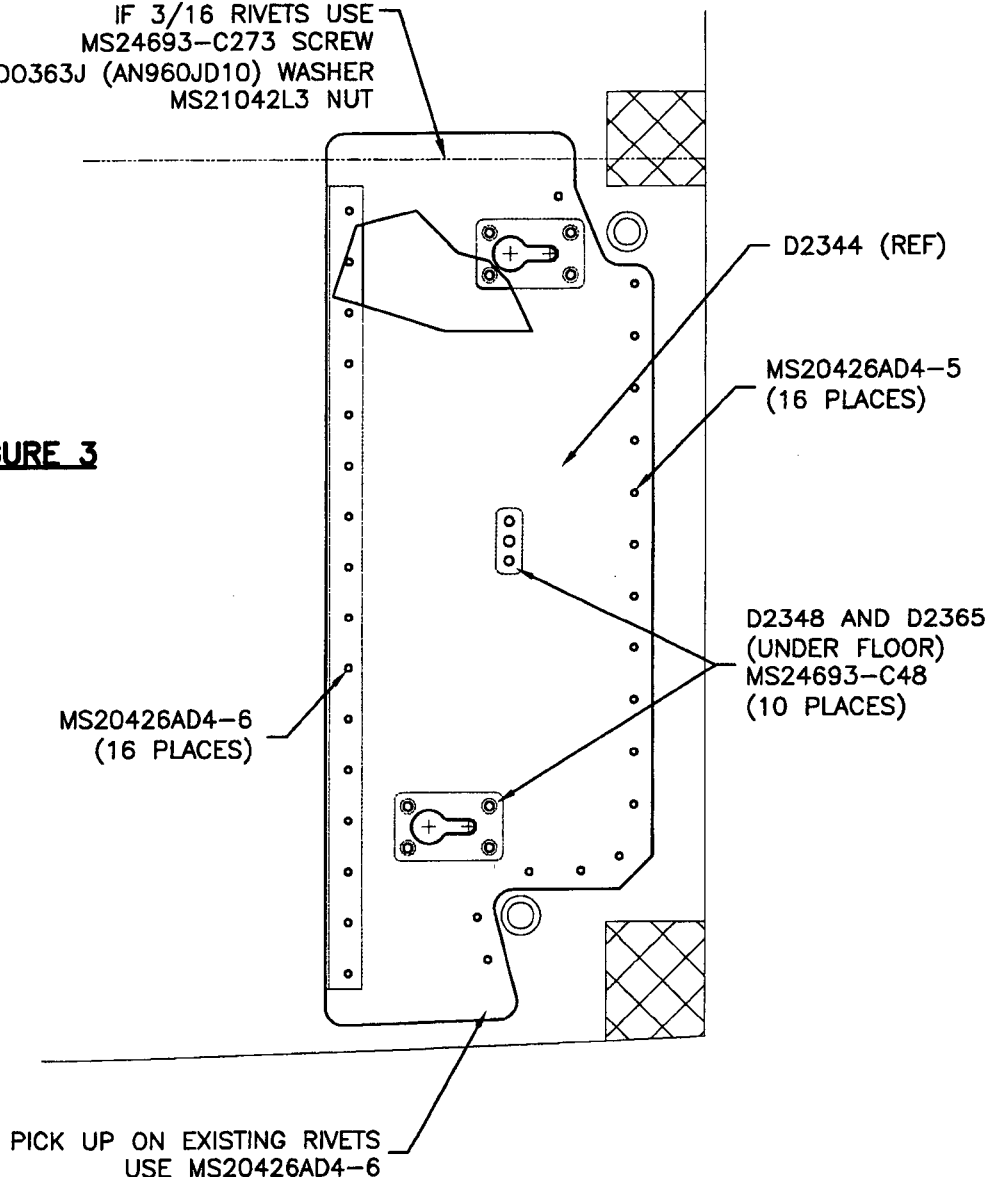 IF 3/16 RIVETS USE
MS24693-C273 SCREW
(AN960JD10) WASHER
MS21042L3 NUT
D2344 (REF)
MS20426AD4-5
(16 PLACES)
3
D2348 AND D2365
(UNDER FLOOR)
MS24693-C48
(10 PLACES)
MS20426AD4-6
(16 PLACES)
PICK UP ON EXISTING RIVETS
USE MS20426AD4-6